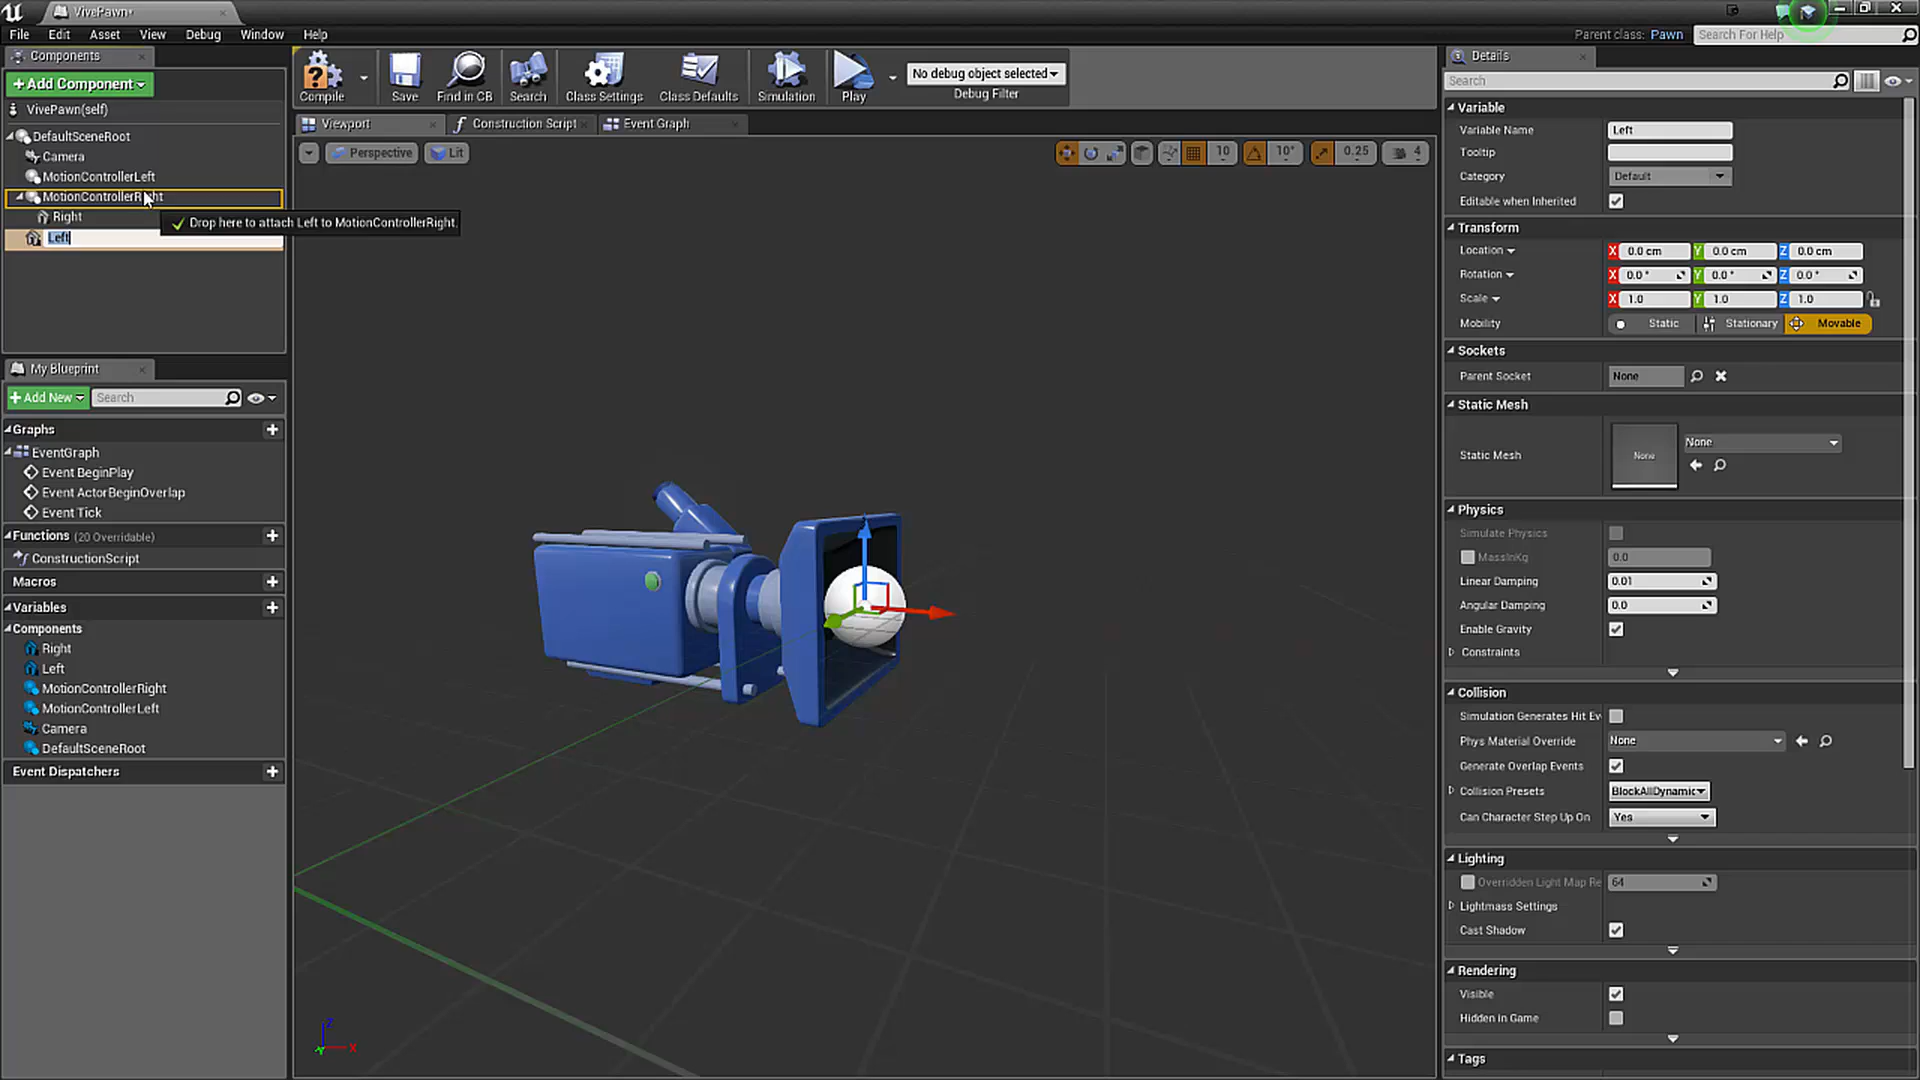 VivePawn*
File Edit Asset View Debug Window Help
Parent class: Pawn
Search For Help
Components
+Add Component
VivePawn(self)
DefaultSceneRoot
Camera
MotionControllerLeft
MotionControllerRight
Right
Left
Drop here to attach Left to MotionControllerRight.
My Blueprint
+Add New
Search
Graphs
EventGraph
Event BeginPlay
Event ActorBeginOverlap
Event Tick
Functions (20 Overridable)
ConstructionScript
Macros
Variables
Components
Right
Left
MotionControllerRight
MotionControllerLeft
Camera
DefaultSceneRoot
Event Dispatchers
Compile
Save
Find in CB
Search
Class Settings
Class Defaults
Simulation
Play
No debug object selected
Debug Filter
Viewport
Construction Script
Event Graph
Perspective
Lit
10
10°
0.25
4
Z
X
Y
Details
Search
Variable
Variable Name Left
Tooltip
Category Default
Editable when Inherited
Transform
Location X 0.0 cm Y 0.0 cm Z 0.0 cm
Rotation X 0.0 ° Y 0.0 ° Z 0.0 °
Scale X 1.0 Y 1.0 Z 1.0
Mobility Static Stationary Movable
Sockets
Parent Socket None
Static Mesh
Static Mesh None None
Physics
Simulate Physics
MassInKg 0.0
Linear Damping 0.01
Angular Damping 0.0
Enable Gravity
Constraints
Collision
Simulation Generates Hit Ev
Phys Material Override None
Generate Overlap Events
Collision Presets BlockAllDynamic
Can Character Step Up On Yes
Lighting
Overridden Light Map Re 64
Lightmass Settings
Cast Shadow
Rendering
Visible
Hidden in Game
Tags